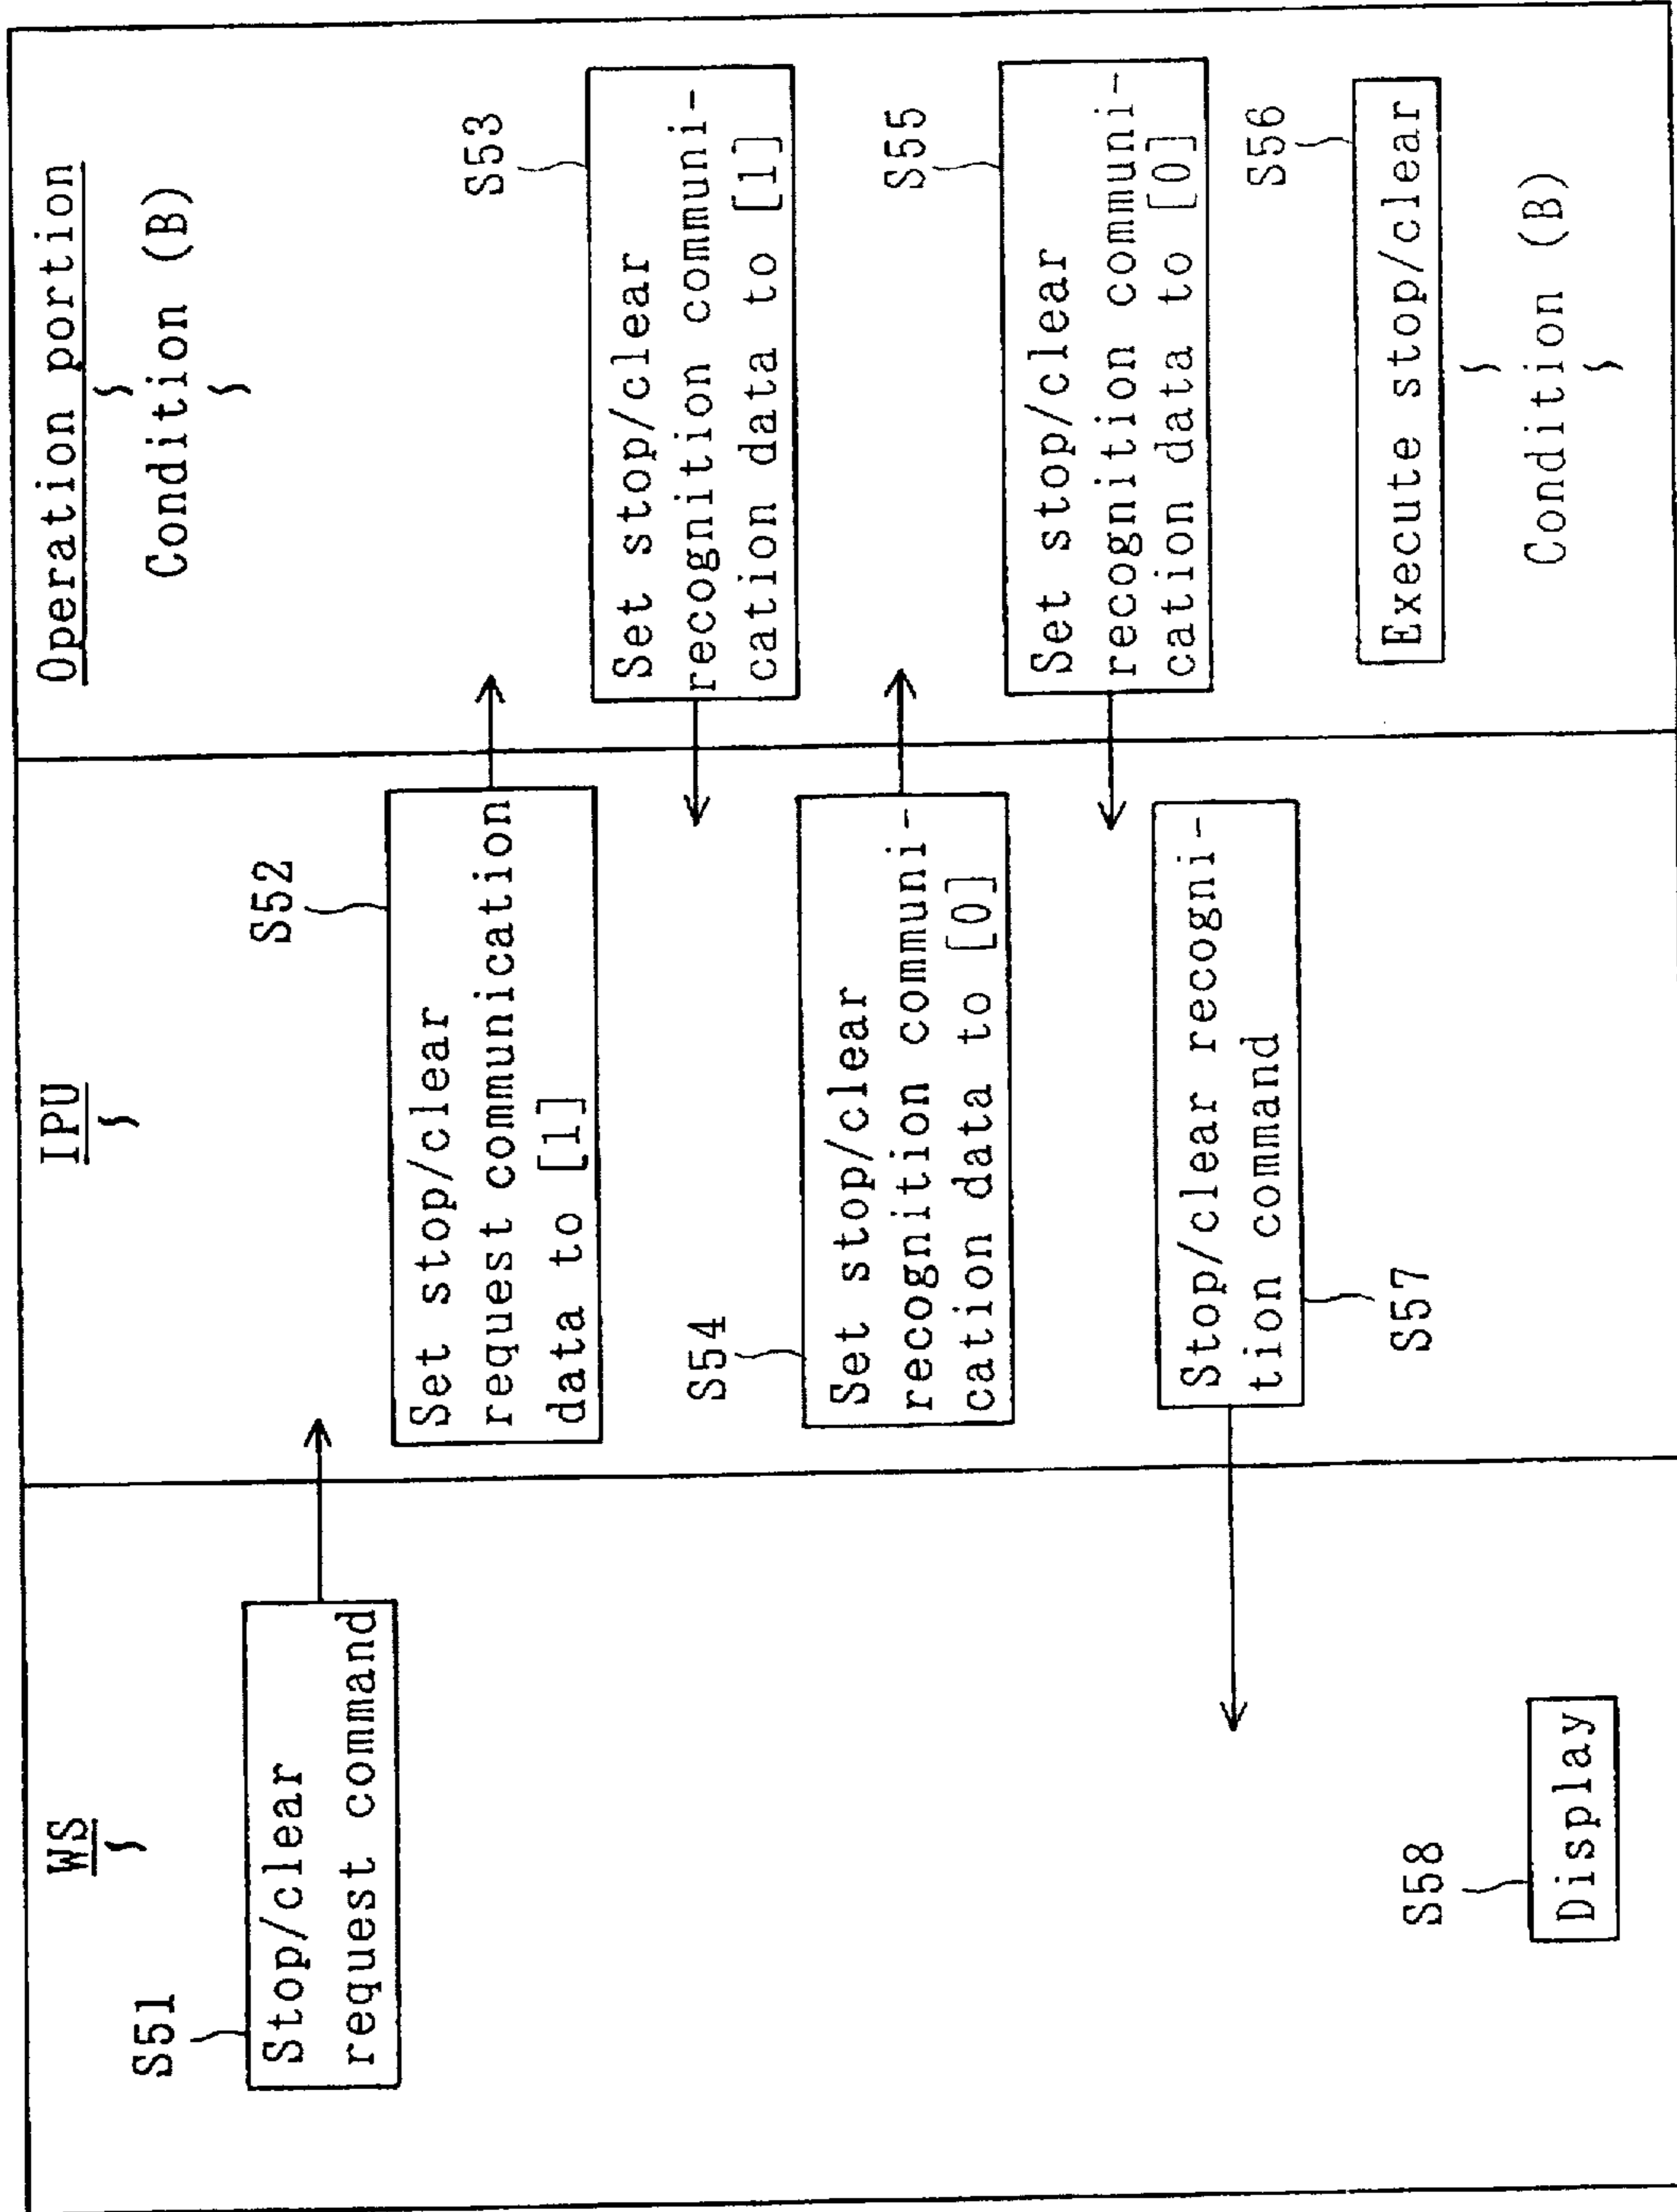 WS
IPU
Operation portion
Condition (B)
S51
Stop/clear
request command
S52
Set stop/clear
request communication
data to [1]
S53
Set stop/clear
recognition communi-
cation data to [1]
S54
Set stop/clear
recognition communi-
cation data to [0]
S55
Set stop/clear
recognition communi-
cation data to [0]
Stop/clear recogni-
tion command
S57
S56
Execute stop/clear
Condition (B)
S58
Display